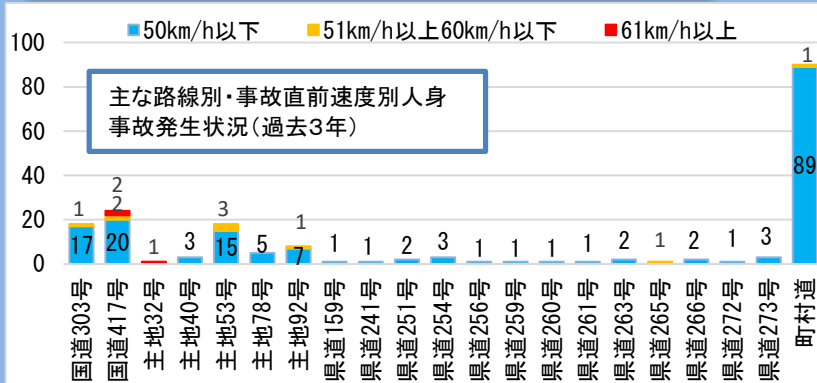 50km/h以下 51km/h以上60km/h以下 61km/h以上
主な路線別・事故直前速度別人身
事故発生状況(過去3年)
100
80
60
40
20
0
1 2 1
2 1 3 3 5 1 1 1 2 3 1 1 1 1 2 1 2 1 3
17 20 15 7 89
国道303号
国道417号
主地32号
主地40号
主地53号
主地78号
主地92号
県道159号
県道241号
県道251号
県道254号
県道256号
県道259号
県道260号
県道261号
県道263号
県道265号
県道266号
県道272号
県道273号
町村道